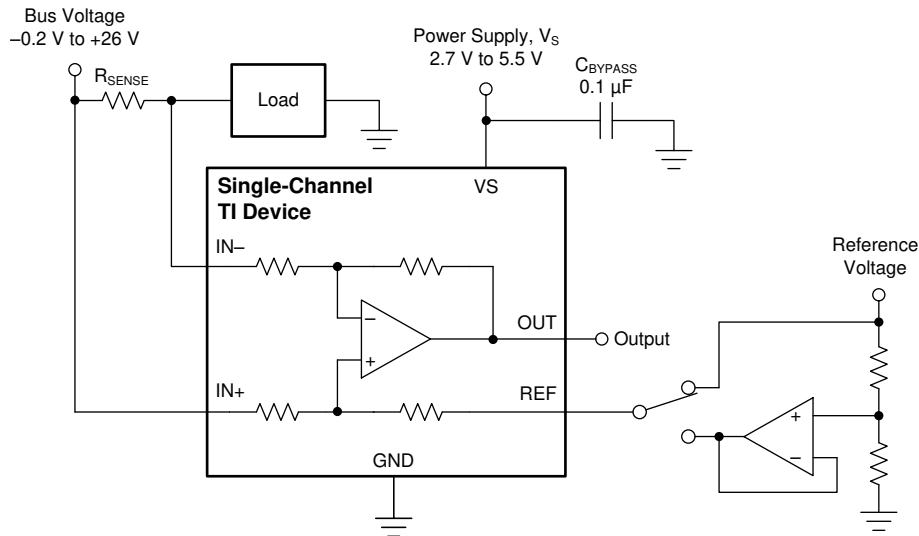 Bus Voltage
–0.2 V to +26 V
RSENSE
Load
Power Supply, VS
2.7 V to 5.5 V
CBYPASS
0.1 µF
Single-Channel
TI Device
VS
IN–
–
+
OUT
Output
IN+
REF
GND
Reference
Voltage
+
–